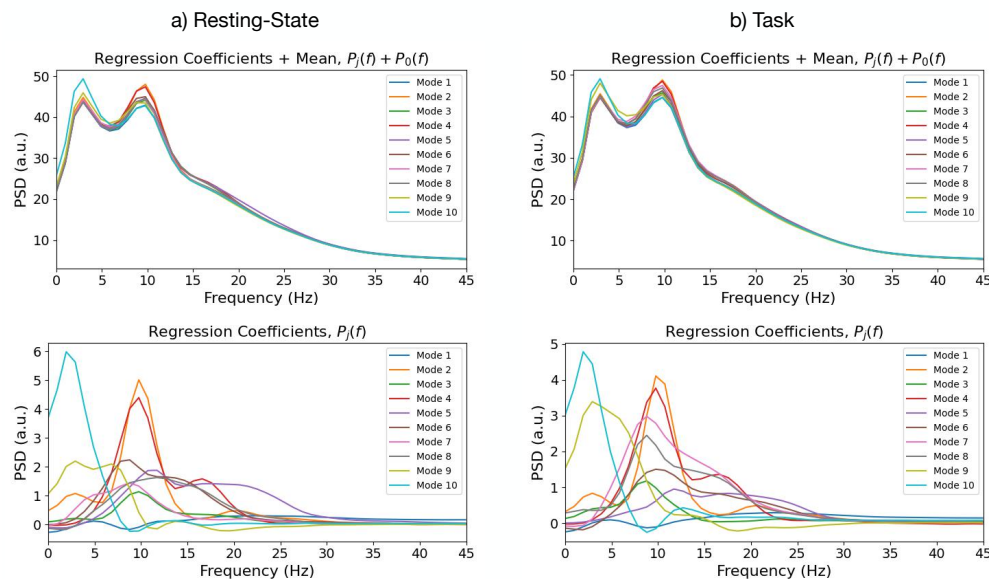 a) Resting-State
b) Task
Regression Coefficients + Mean, P_j(f) + P_0(f)
PSD (a.u.)
50
40
30
20
10
0 5 10 15 20 25 30 35 40 45
Frequency (Hz)
Mode 1
Mode 2
Mode 3
Mode 4
Mode 5
Mode 6
Mode 7
Mode 8
Mode 9
Mode 10
Regression Coefficients + Mean, P_j(f) + P_0(f)
PSD (a.u.)
50
40
30
20
10
0 5 10 15 20 25 30 35 40 45
Frequency (Hz)
Mode 1
Mode 2
Mode 3
Mode 4
Mode 5
Mode 6
Mode 7
Mode 8
Mode 9
Mode 10
Regression Coefficients, P_j(f)
PSD (a.u.)
6
5
4
3
2
1
0
0 5 10 15 20 25 30 35 40 45
Frequency (Hz)
Mode 1
Mode 2
Mode 3
Mode 4
Mode 5
Mode 6
Mode 7
Mode 8
Mode 9
Mode 10
Regression Coefficients, P_j(f)
PSD (a.u.)
5
4
3
2
1
0
0 5 10 15 20 25 30 35 40 45
Frequency (Hz)
Mode 1
Mode 2
Mode 3
Mode 4
Mode 5
Mode 6
Mode 7
Mode 8
Mode 9
Mode 10